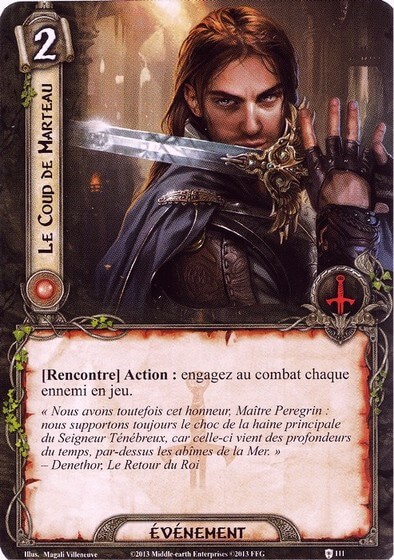 2
LE COUP DE MARTEAU
[Rencontre] Action : engagez au combat chaque
ennemi en jeu.
« Nous avons toutefois cet honneur, Maître Peregrin :
nous supportons toujours le choc de la haine principale
du Seigneur Ténébreux, car celle-ci vient des profondeurs
du temps, par-dessus les abîmes de la Mer. »
– Denethor, Le Retour du Roi
ÉVÉNEMENT
Illus. Magali Villeneuve ©2013 Middle-earth Enterprises ©2013 FFG 111